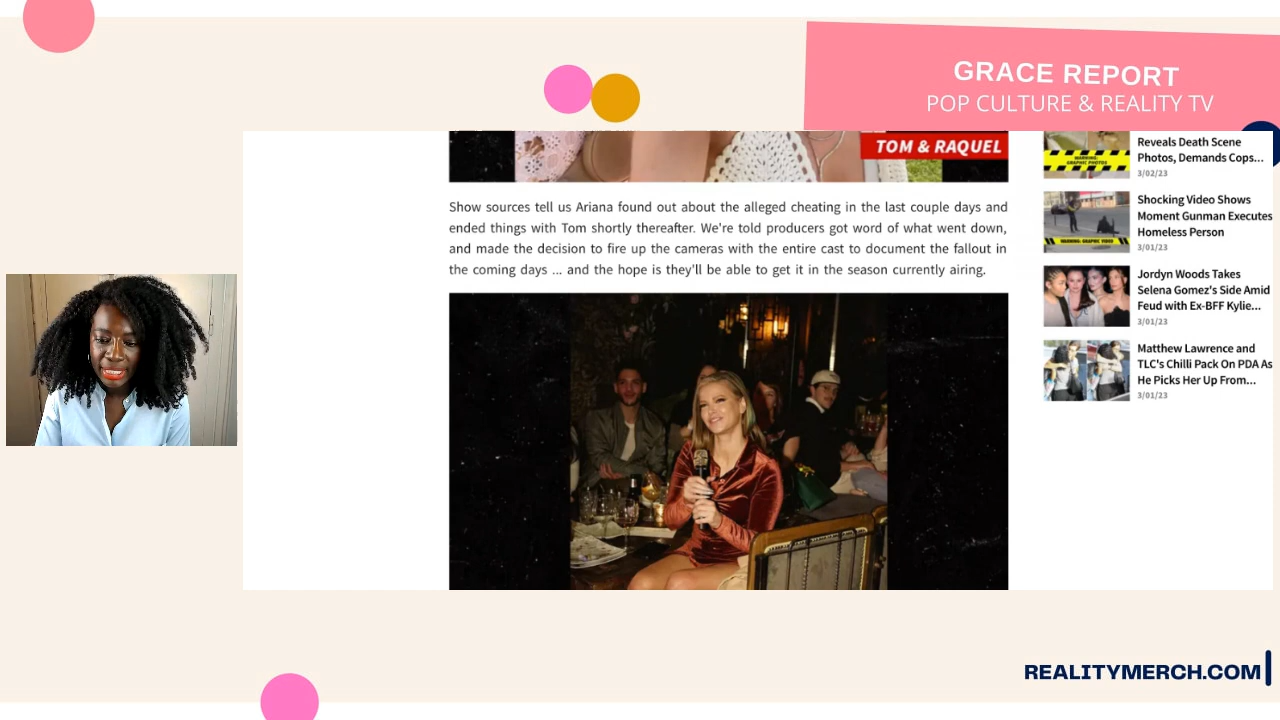 GRACE REPORT
POP CULTURE & REALITY TV
TOM & RAQUEL
Show sources tell us Ariana found out about the alleged cheating in the last couple days and
ended things with Tom shortly thereafter. We're told producers got word of what went down,
and made the decision to fire up the cameras with the entire cast to document the fallout in
the coming days ... and the hope is they'll be able to get it in the season currently airing.
Reveals Death Scene
Photos, Demands Cops...
3/02/23
WARNING:
GRAPHIC PHOTOS
Shocking Video Shows
Moment Gunman Executes
Homeless Person
3/01/23
WARNING: GRAPHIC VIDEO
Jordyn Woods Takes
Selena Gomez's Side Amid
Feud with Ex-BFF Kylie...
3/01/23
Matthew Lawrence and
TLC's Chilli Pack On PDA As
He Picks Her Up From...
3/01/23
REALITYMERCH.COM